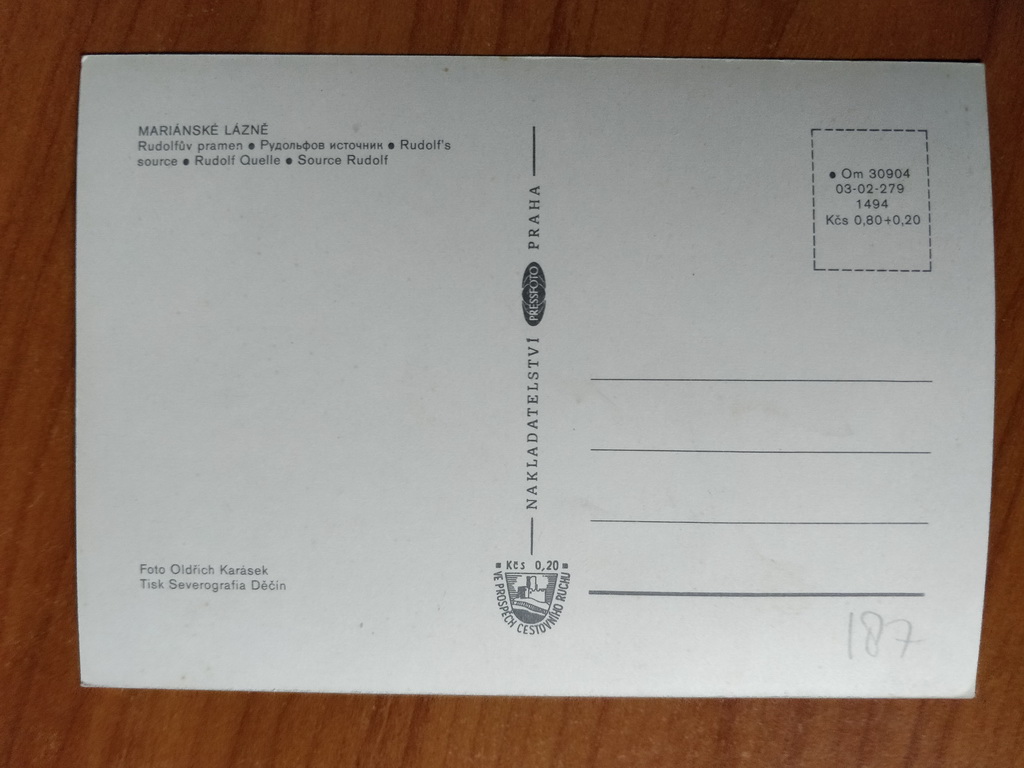 MARIÁNSKÉ LÁZNĚ
Rudolfův pramen ● Рудольфов источник ● Rudolf's
source ● Rudolf Quelle ● Source Rudolf
Foto Oldřich Karásek
Tisk Severografia Děčín
NAKLADATELSTVÍ PRESSFOTO PRAHA
Kčs 0,20
VE PROSPĚCH CESTOVNÍHO RUCHU
● Om 30904
03-02-279
1494
Kčs 0,80+0,20
187